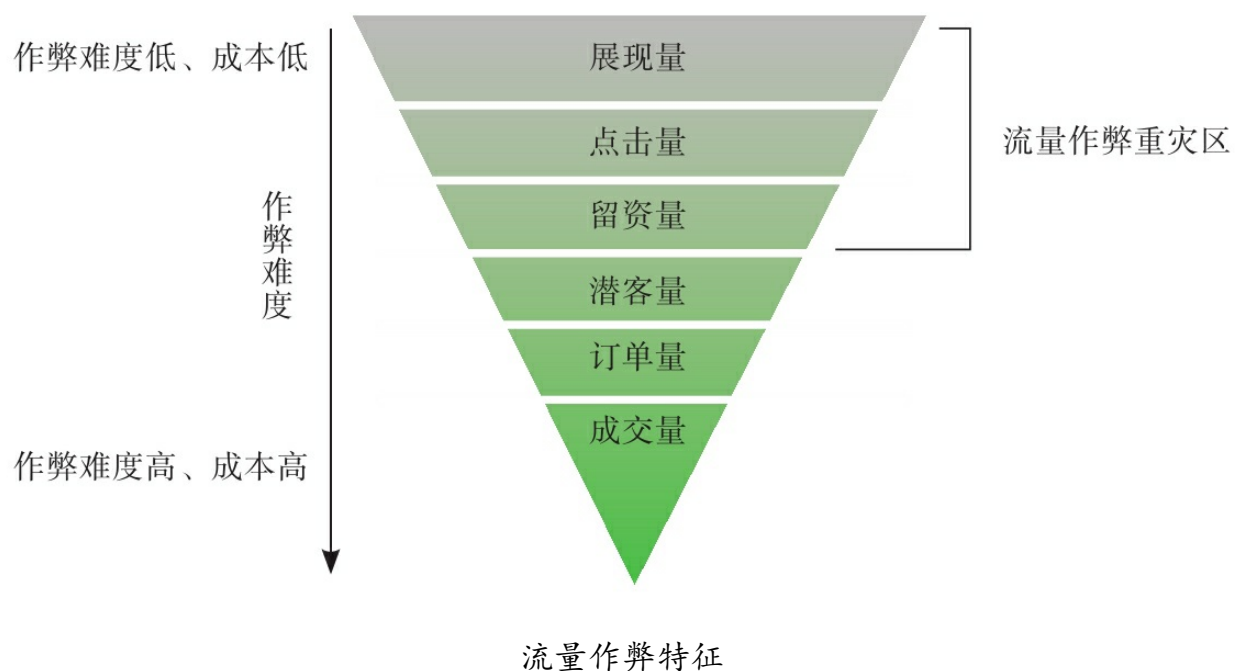 作弊难度低、成本低
展现量
点击量
流量作弊重灾区
留资量
作弊难度
潜客量
订单量
成交量
作弊难度高、成本高
流量作弊特征